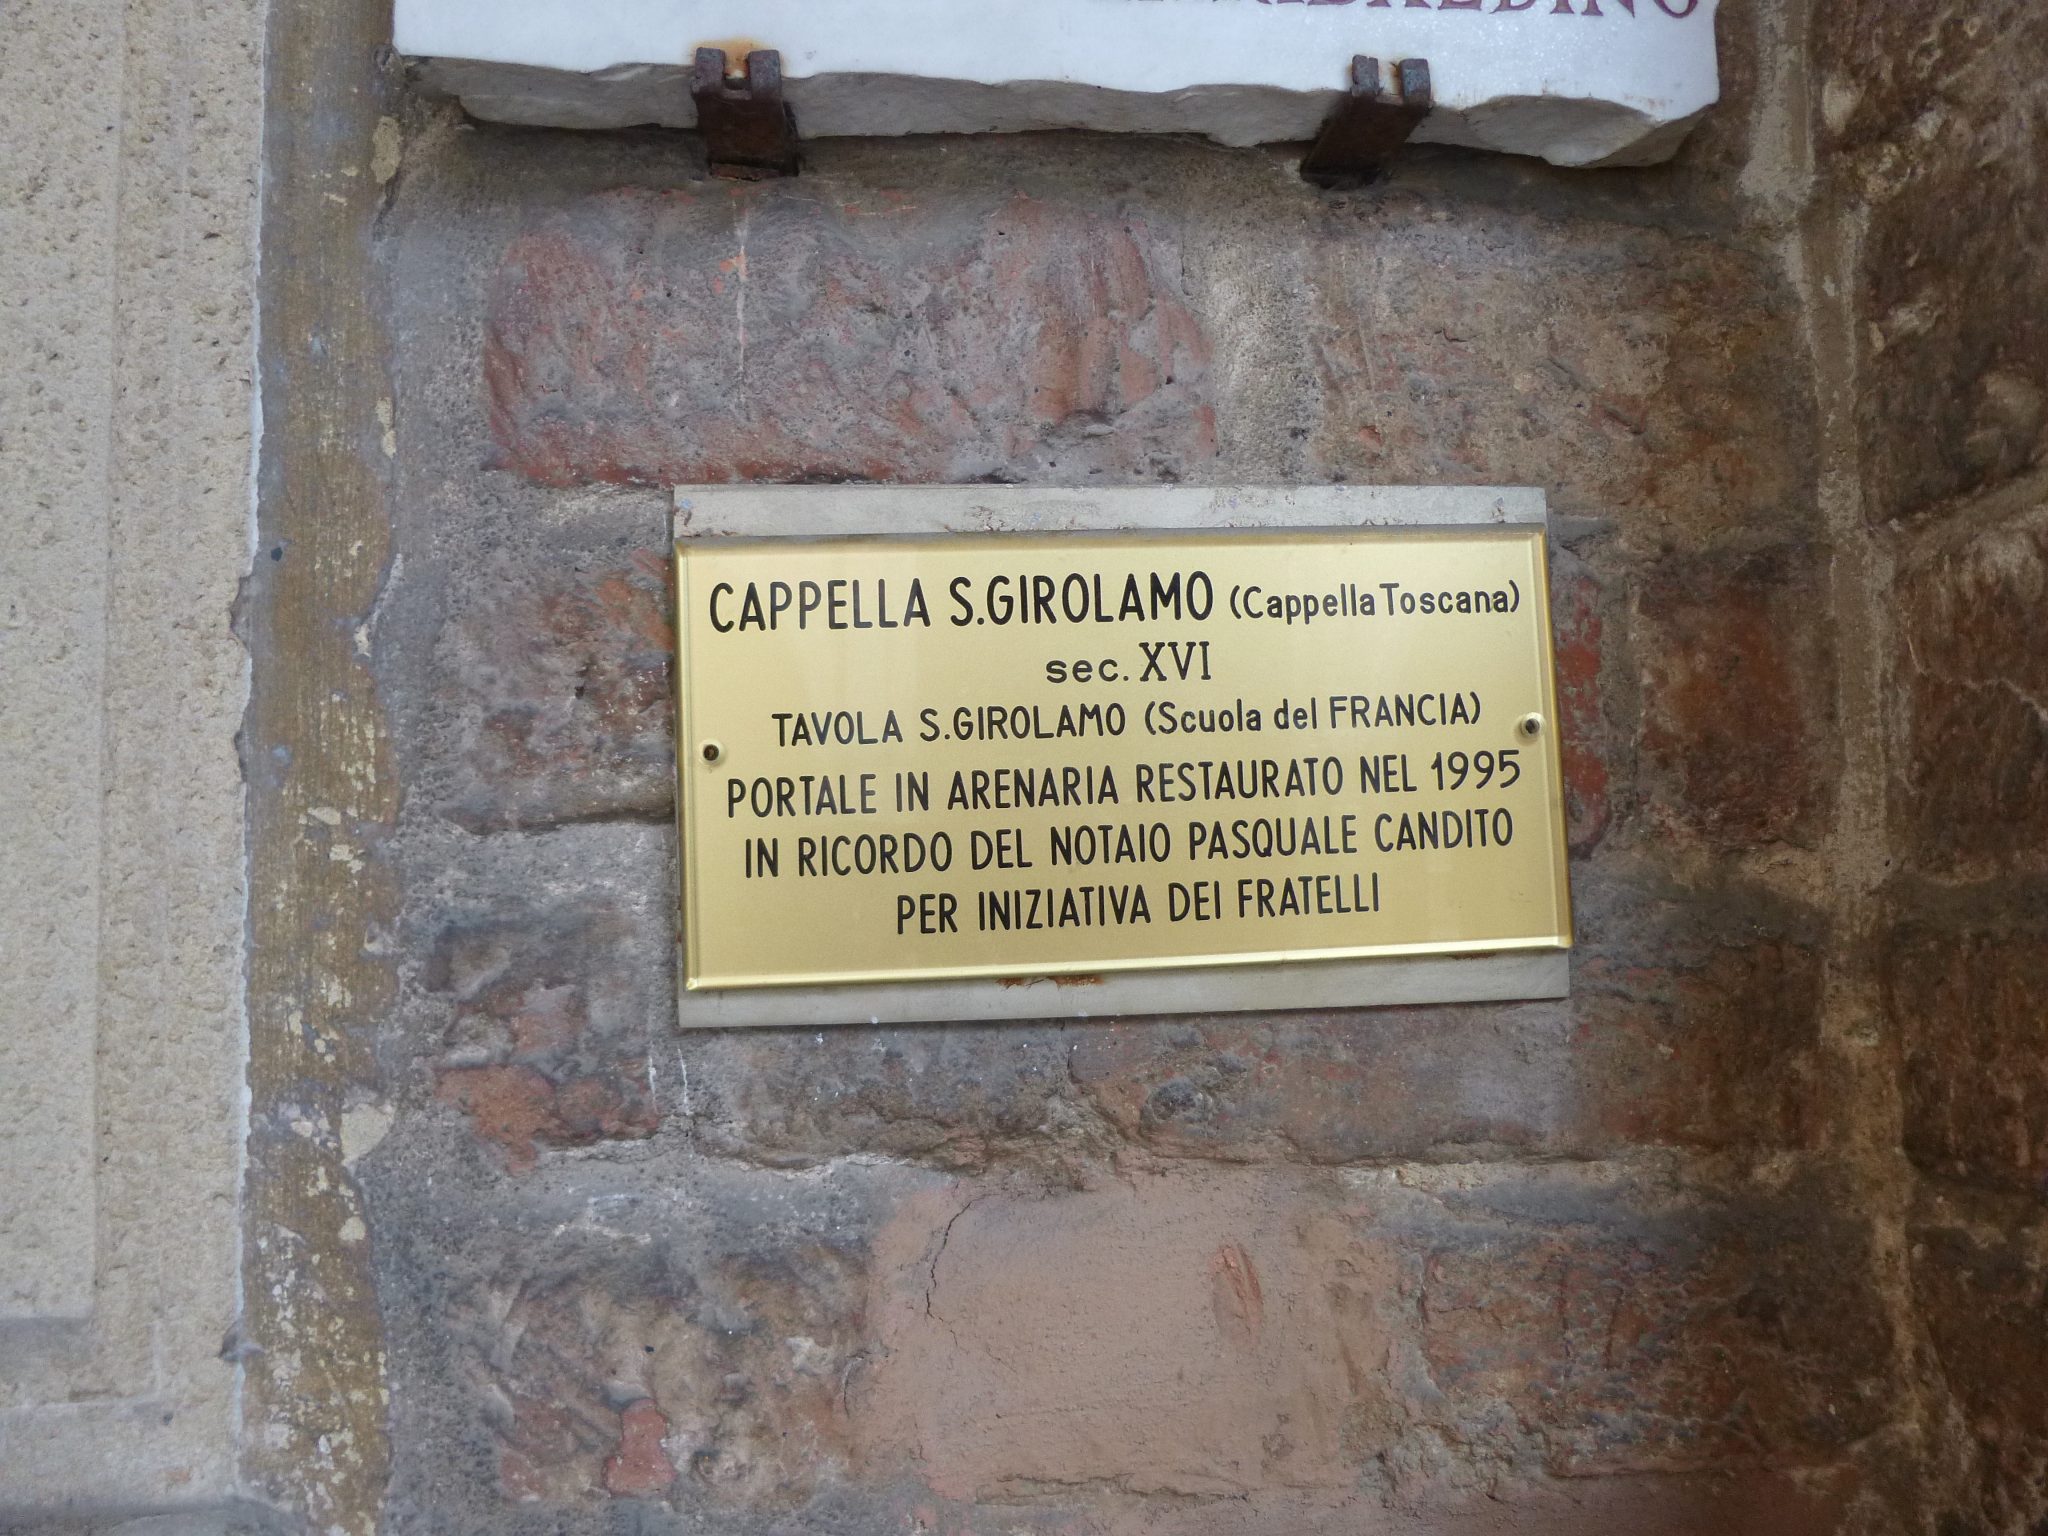 CAPPELLA S.GIROLAMO (Cappella Toscana)
sec. XVI
TAVOLA S.GIROLAMO (Scuola del FRANCIA)
PORTALE IN ARENARIA RESTAURATO NEL 1995
IN RICORDO DEL NOTAIO PASQUALE CANDITO
PER INIZIATIVA DEI FRATELLI